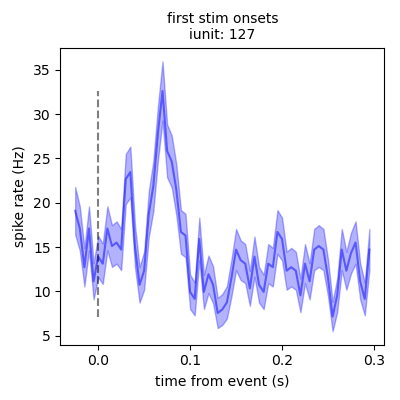 first stim onsets
iunit: 127
spike rate (Hz)
35
30
25
20
15
10
5
0.0 0.1 0.2 0.3
time from event (s)